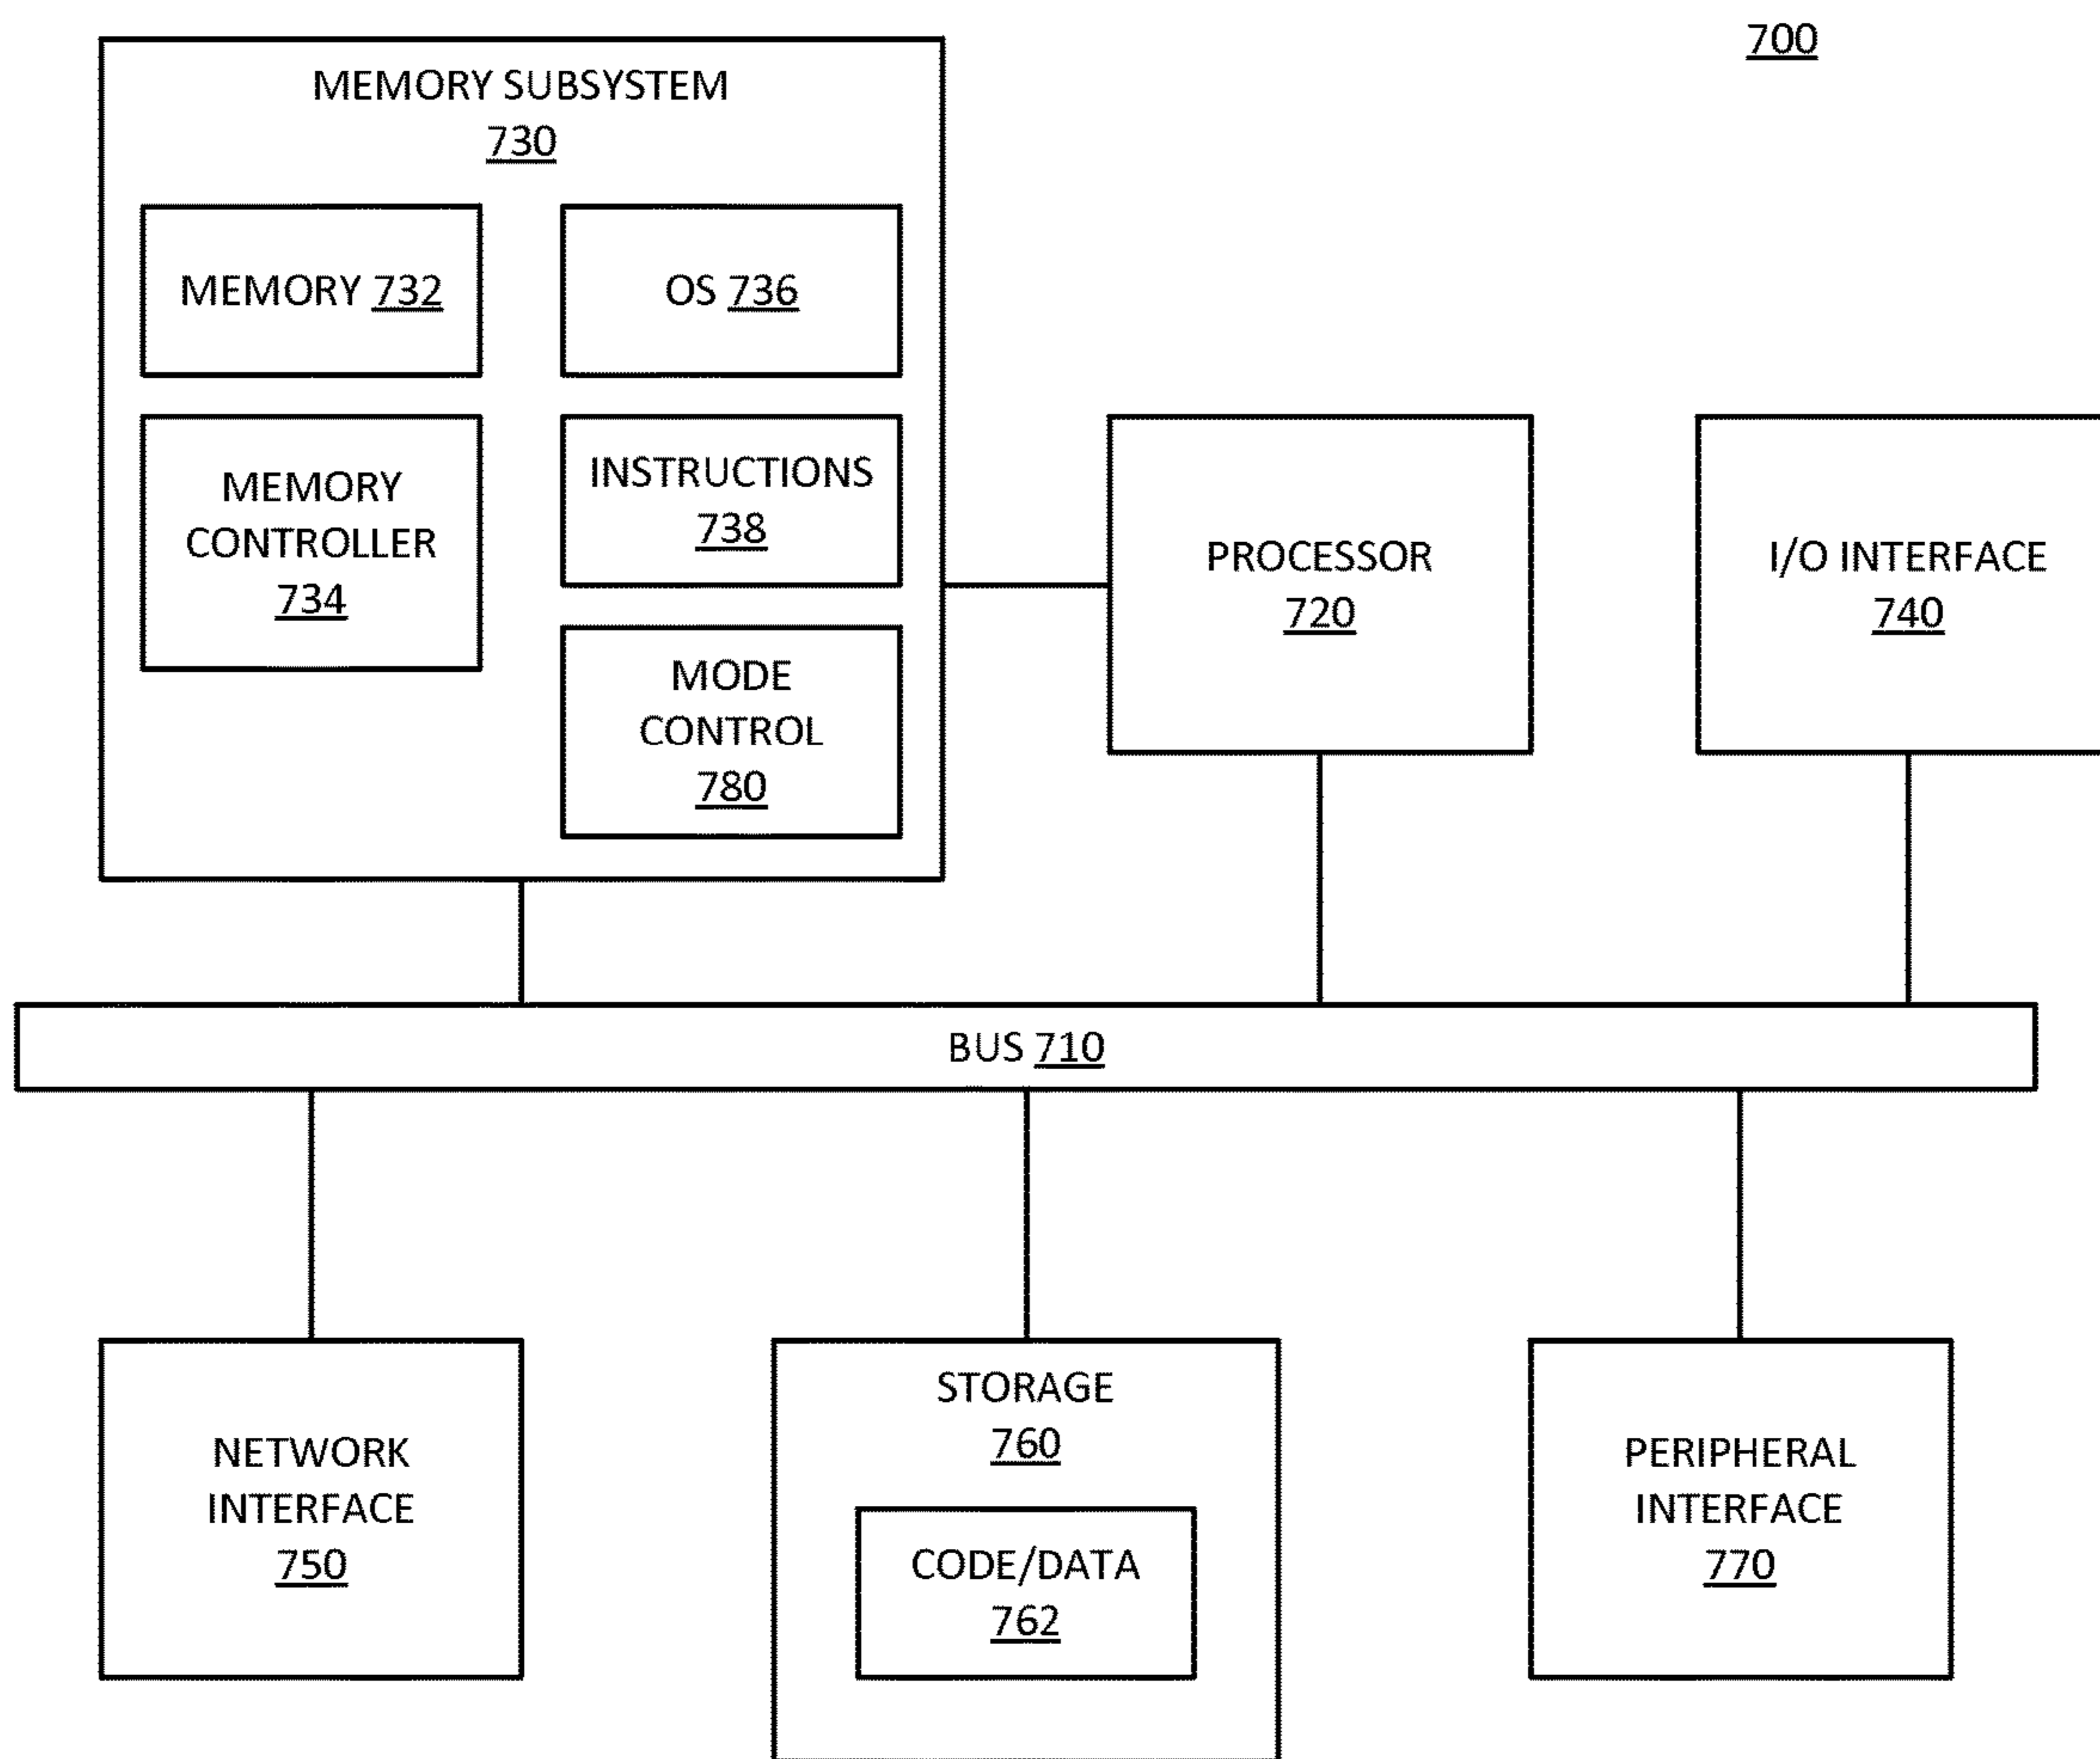 700
MEMORY SUBSYSTEM
730
MEMORY 732
OS 736
MEMORY
CONTROLLER
734
INSTRUCTIONS
738
MODE
CONTROL
780
PROCESSOR
720
I/O INTERFACE
740
BUS 710
NETWORK
INTERFACE
750
STORAGE
760
CODE/DATA
762
PERIPHERAL
INTERFACE
770